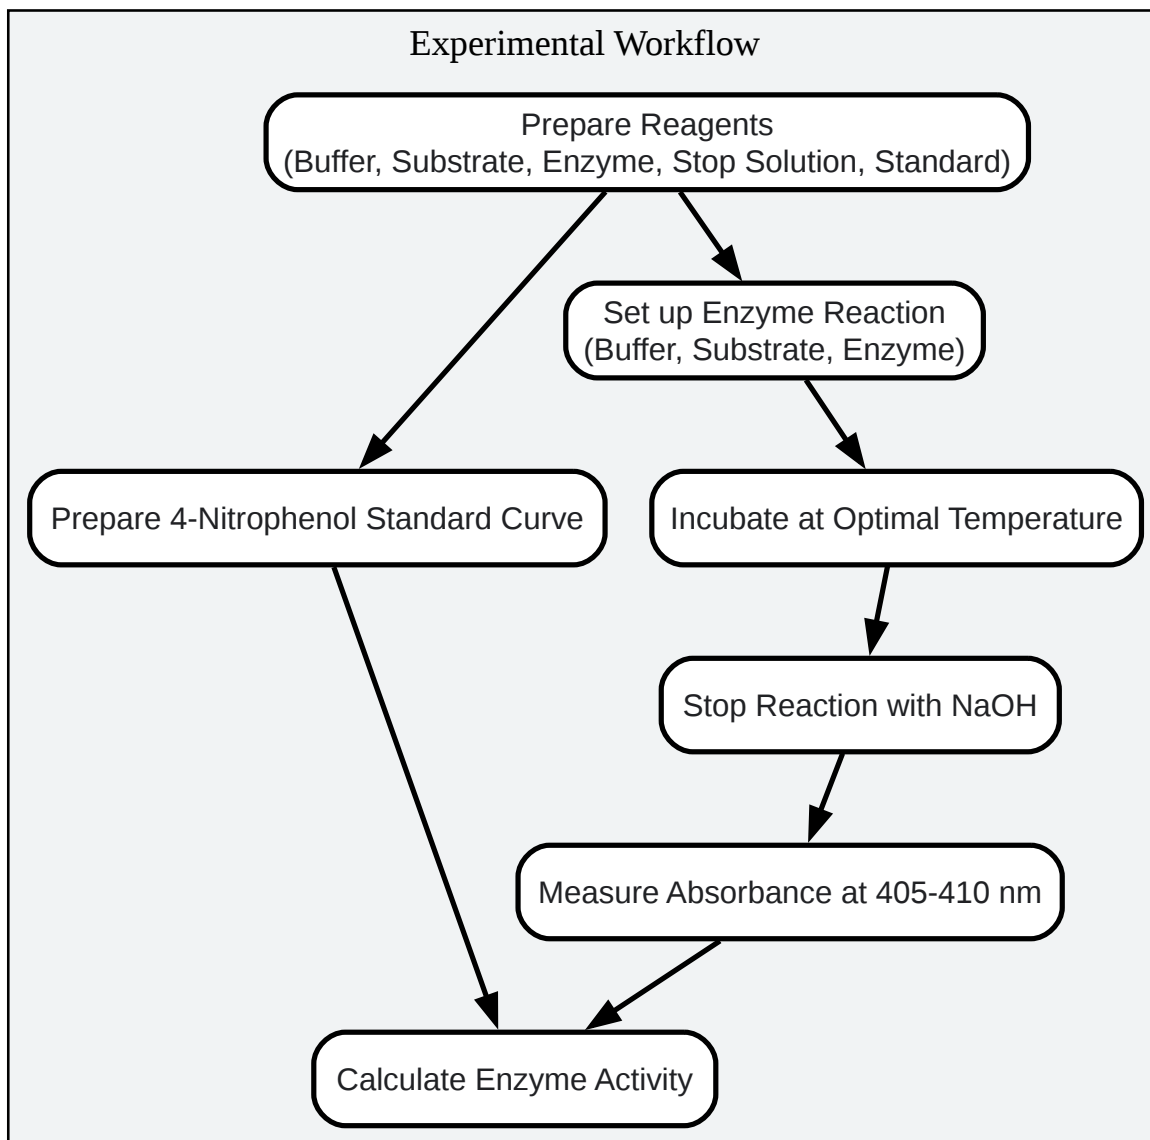 Experimental Workflow
Prepare Reagents
(Buffer, Substrate, Enzyme, Stop Solution, Standard)
Set up Enzyme Reaction
(Buffer, Substrate, Enzyme)
Prepare 4-Nitrophenol Standard Curve
Incubate at Optimal Temperature
Stop Reaction with NaOH
Measure Absorbance at 405-410 nm
Calculate Enzyme Activity